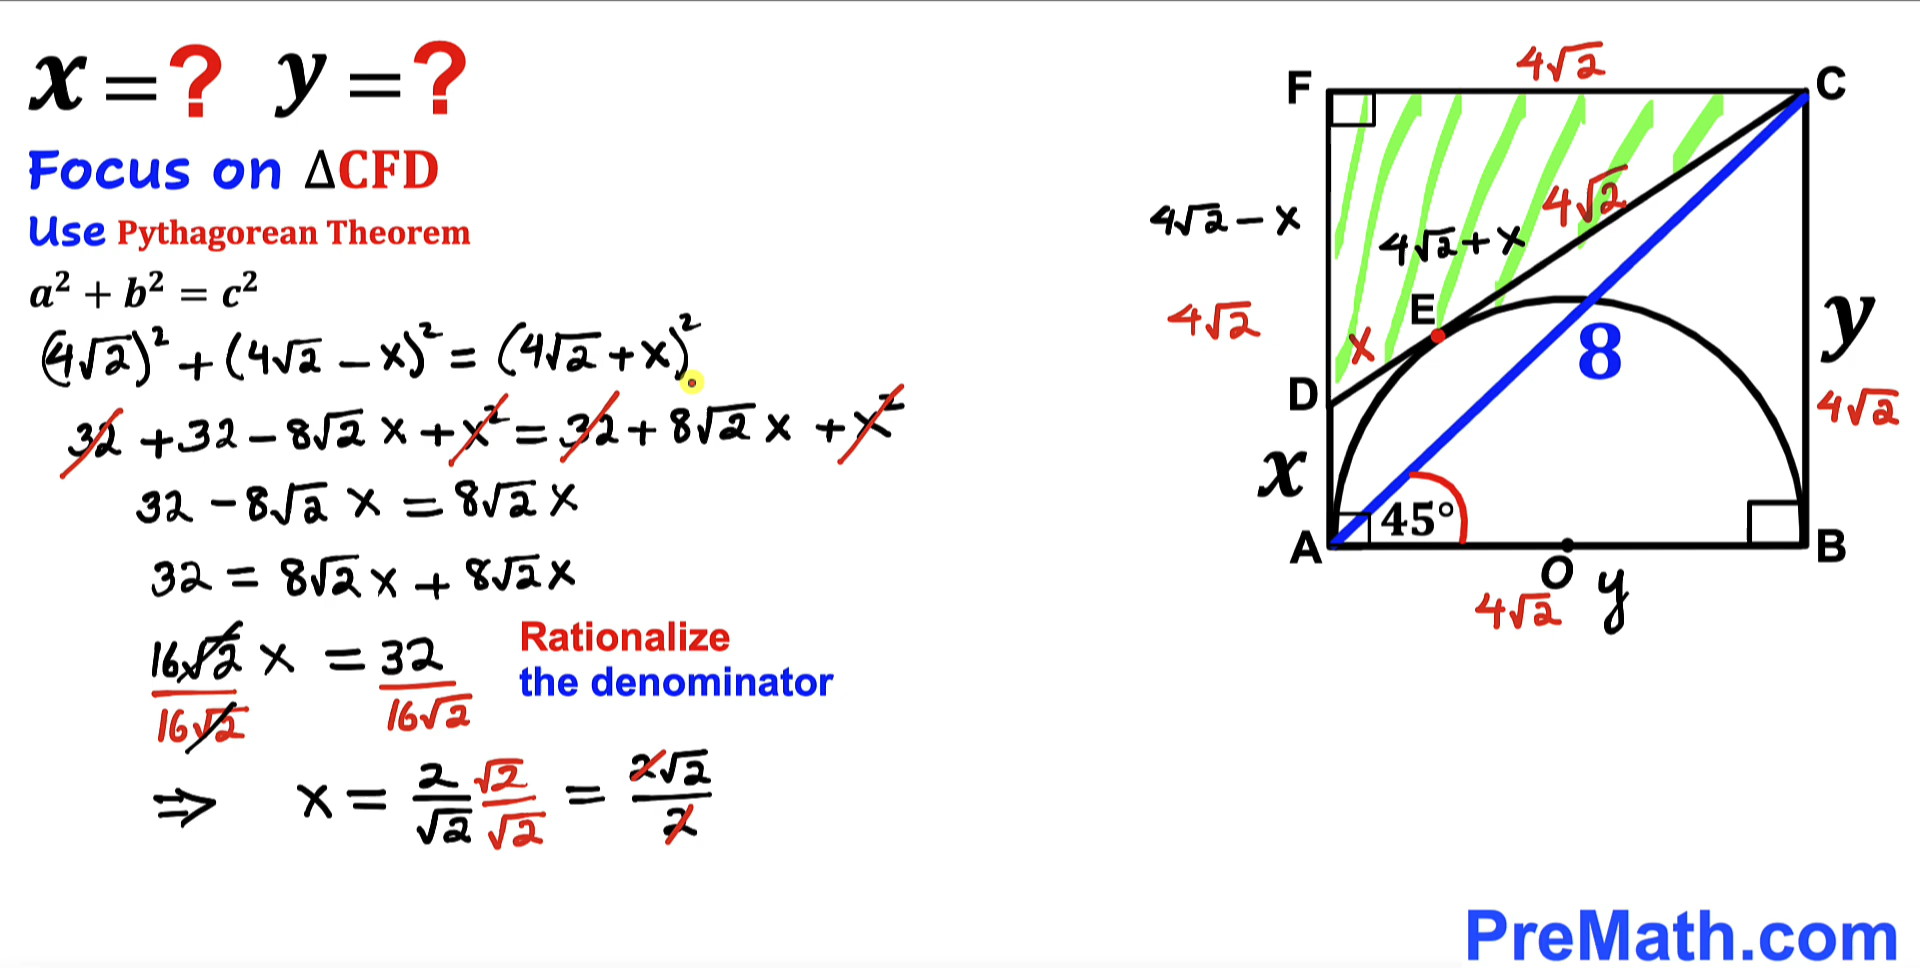 x = ? y = ?
Focus on ΔCFD
Use Pythagorean Theorem
a² + b² = c²
(4√2)² + (4√2 − x)² = (4√2 + x)²
32 + 32 − 8√2 x + x² = 32 + 8√2 x + x²
32 − 8√2 x = 8√2 x
32 = 8√2 x + 8√2 x
16√2 x = 32
16√2 16√2
Rationalize
the denominator
⇒ x = 2/√2 √2/√2 = 2√2/2
4√2
F
C
4√2 − x
4√2
4√2 + x
4√2
E
x
8
y
D
4√2
x
45°
A
B
O
4√2
y
PreMath.com